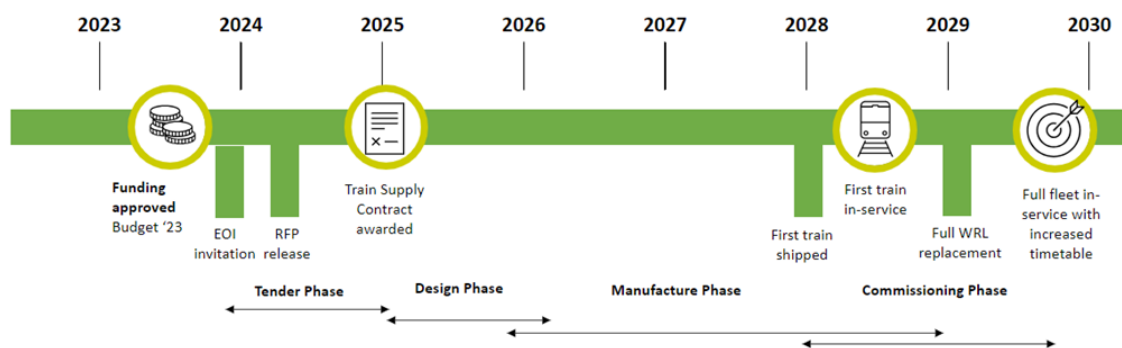 2023
2024
2025
2026
2027
2028
2029
2030
Funding
approved
Budget ‘23
EOI
invitation
RFP
release
Train Supply
Contract
awarded
First train
shipped
First train
in-service
Full WRL
replacement
Full fleet in-
service with
increased
timetable
Tender Phase
Design Phase
Manufacture Phase
Commissioning Phase